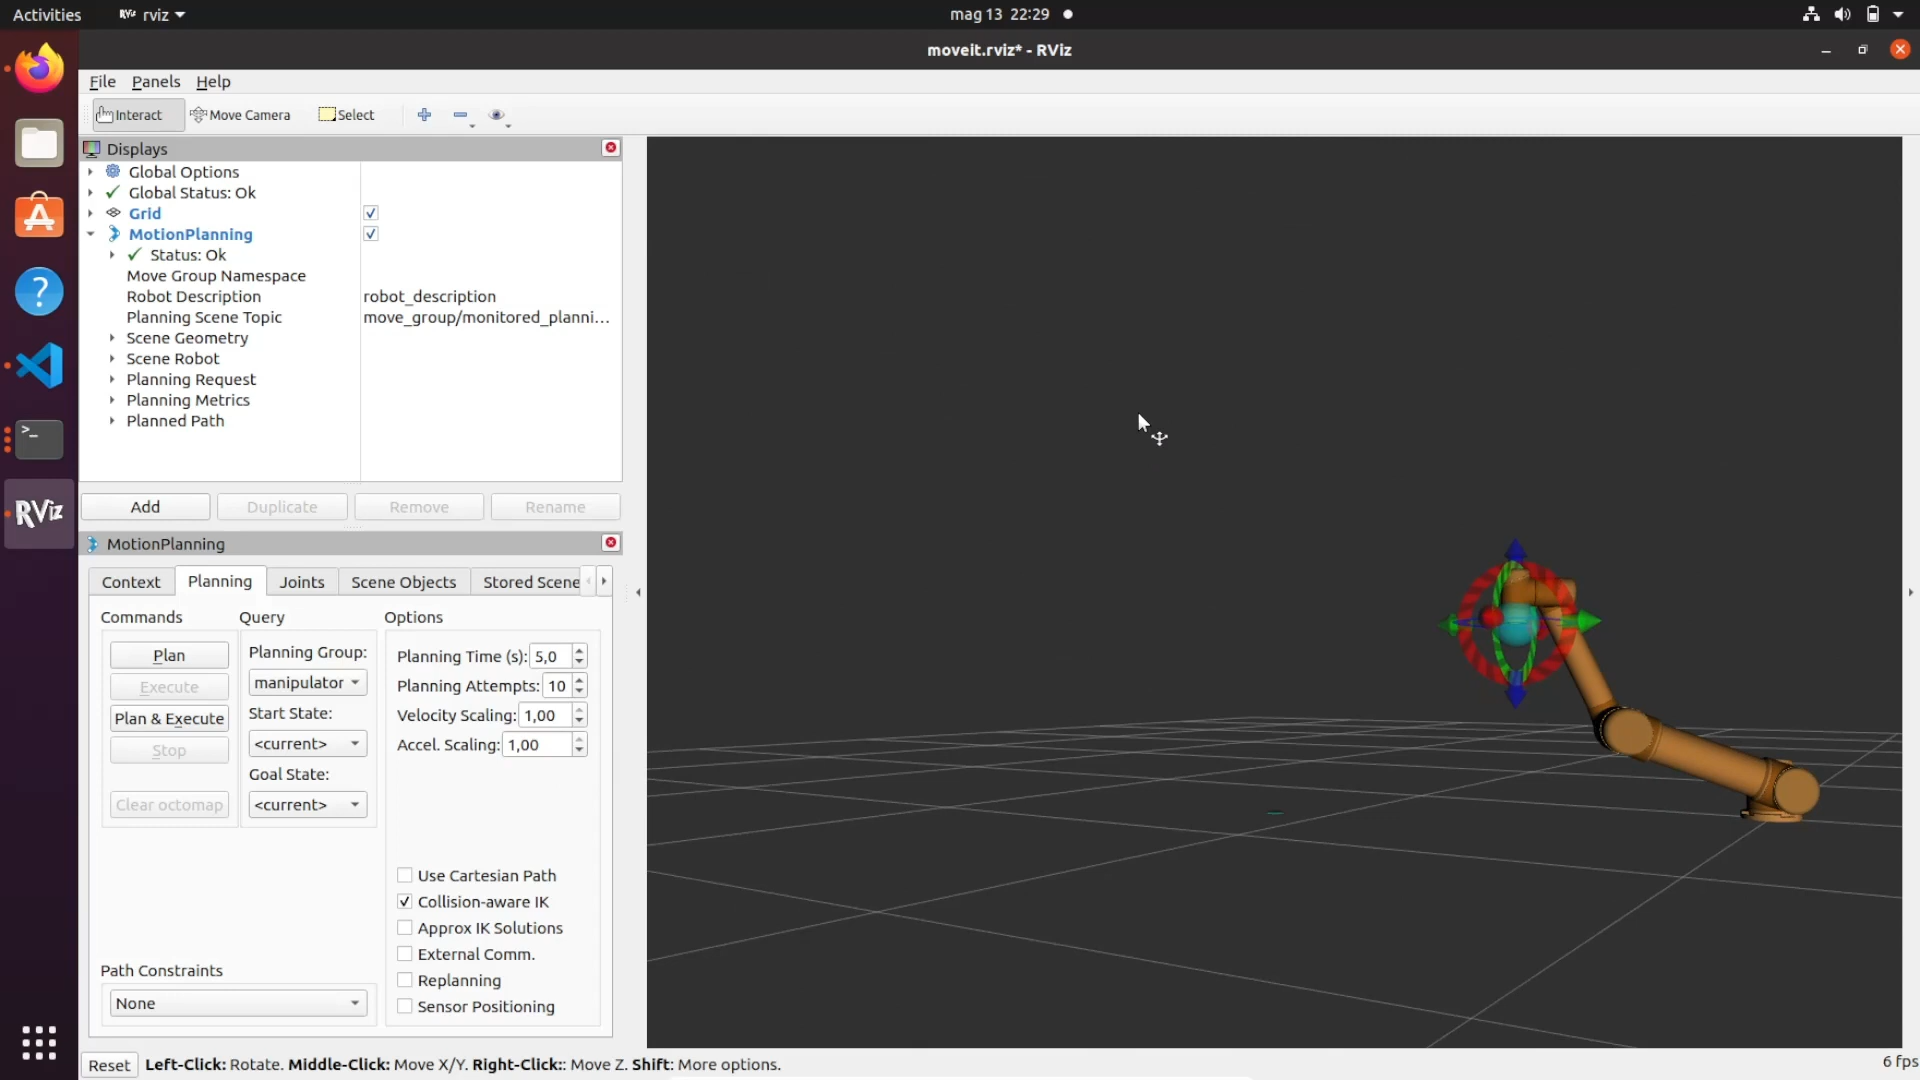 Activities
RViz rviz
mag 13 22:29
moveit.rviz* - RViz
File Panels Help
Interact Move Camera Select
Displays
Global Options
Global Status: Ok
Grid
MotionPlanning
Status: Ok
Move Group Namespace
Robot Description robot_description
Planning Scene Topic move_group/monitored_planni...
Scene Geometry
Scene Robot
Planning Request
Planning Metrics
Planned Path
Add Duplicate Remove Rename
RViz
MotionPlanning
Context Planning Joints Scene Objects Stored Scene
Commands Query Options
Plan
Execute
Plan & Execute
Stop
Clear octomap
Planning Group:
manipulator
Start State:
<current>
Goal State:
<current>
Planning Time (s): 5,0
Planning Attempts: 10
Velocity Scaling: 1,00
Accel. Scaling: 1,00
Use Cartesian Path
Collision-aware IK
Approx IK Solutions
External Comm.
Replanning
Sensor Positioning
Path Constraints
None
Reset Left-Click: Rotate. Middle-Click: Move X/Y. Right-Click:: Move Z. Shift: More options.
6 fps